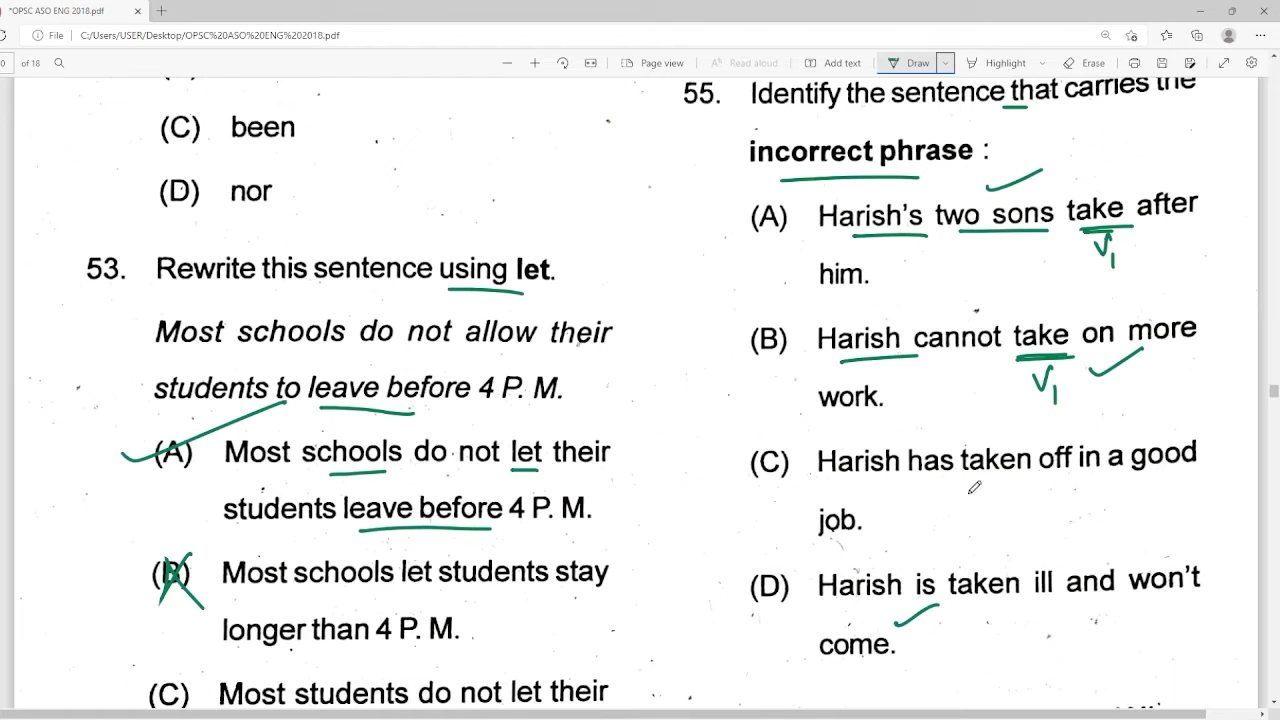 *OPSC ASO ENG 2018.pdf
File C:/Users/USER/Desktop/OPSC%20ASO%20ENG%202018.pdf
0 of 18 Page view Read aloud Add text Draw Highlight Erase
(C) been
(D) nor
53. Rewrite this sentence using let.
Most schools do not allow their
students to leave before 4 P. M.
(A) Most schools do not let their
students leave before 4 P. M.
(B) Most schools let students stay
longer than 4 P. M.
(C) Most students do not let their
55. Identify the sentence that carries the
incorrect phrase :
(A) Harish's two sons take after
V1
him.
(B) Harish cannot take on more
V1
work.
(C) Harish has taken off in a good
job.
(D) Harish is taken ill and won't
come.